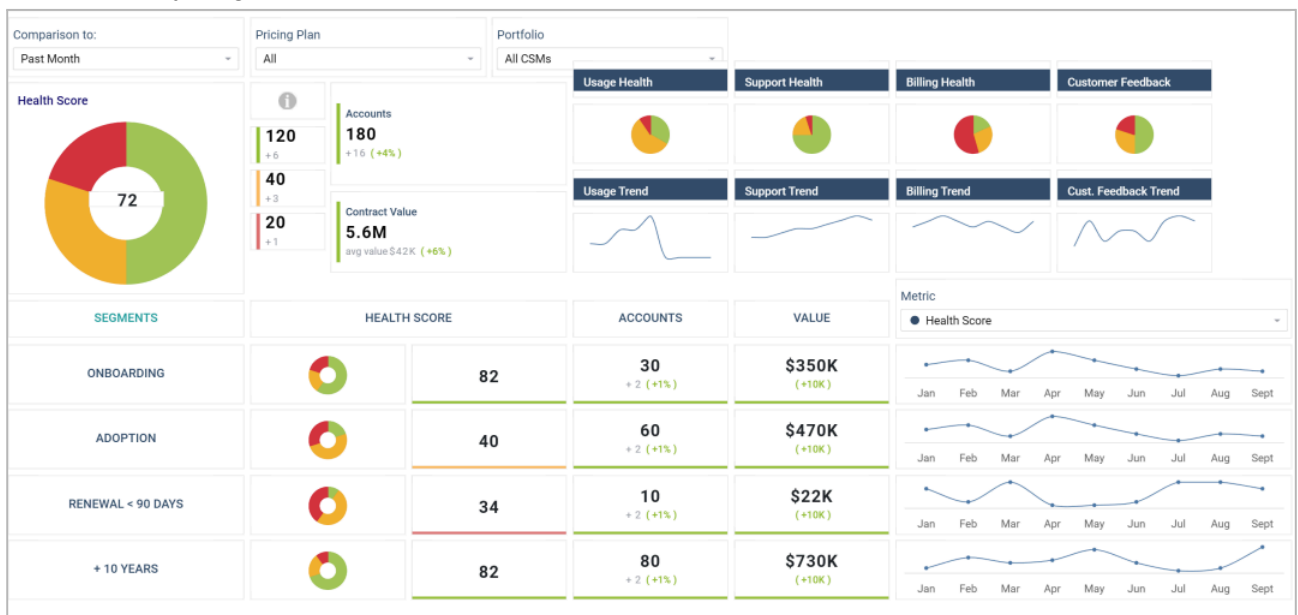 Comparison to:
Past Month
Pricing Plan
All
Portfolio
All CSMs
Health Score
72
120
+6
40
+3
20
+1
Accounts
180
+16 (+4%)
Contract Value
5.6M
avg value $42K (+6%)
Usage Health
Support Health
Billing Health
Customer Feedback
Usage Trend
Support Trend
Billing Trend
Cust. Feedback Trend
SEGMENTS
HEALTH SCORE
ACCOUNTS
VALUE
Metric
Health Score
ONBOARDING
82
30
+ 2 (+1%)
$350K
(+10K)
Jan Feb Mar Apr May Jun Jul Aug Sept
ADOPTION
40
60
+ 2 (+1%)
$470K
(+10K)
Jan Feb Mar Apr May Jun Jul Aug Sept
RENEWAL < 90 DAYS
34
10
+ 2 (+1%)
$22K
(+10K)
Jan Feb Mar Apr May Jun Jul Aug Sept
+ 10 YEARS
82
80
+ 2 (+1%)
$730K
(+10K)
Jan Feb Mar Apr May Jun Jul Aug Sept